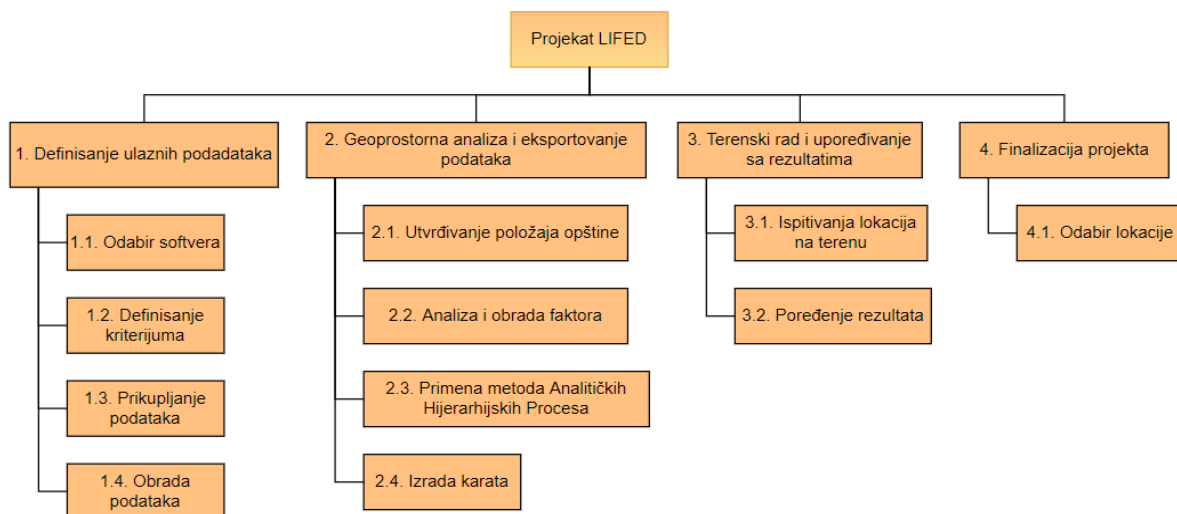 Projekat LIFED
1. Definisanje ulaznih podadataka
1.1. Odabir softvera
1.2. Definisanje
kriterijuma
1.3. Prikupljanje
podataka
1.4. Obrada
podataka
2. Geoprostorna analiza i eksportovanje
podataka
2.1. Utvrđivanje položaja opštine
2.2. Analiza i obrada faktora
2.3. Primena metoda Analitičkih
Hijerarhijskih Procesa
2.4. Izrada karata
3. Terenski rad i upoređivanje
sa rezultatima
3.1. Ispitivanja lokacija
na terenu
3.2. Poređenje rezultata
4. Finalizacija projekta
4.1. Odabir lokacije